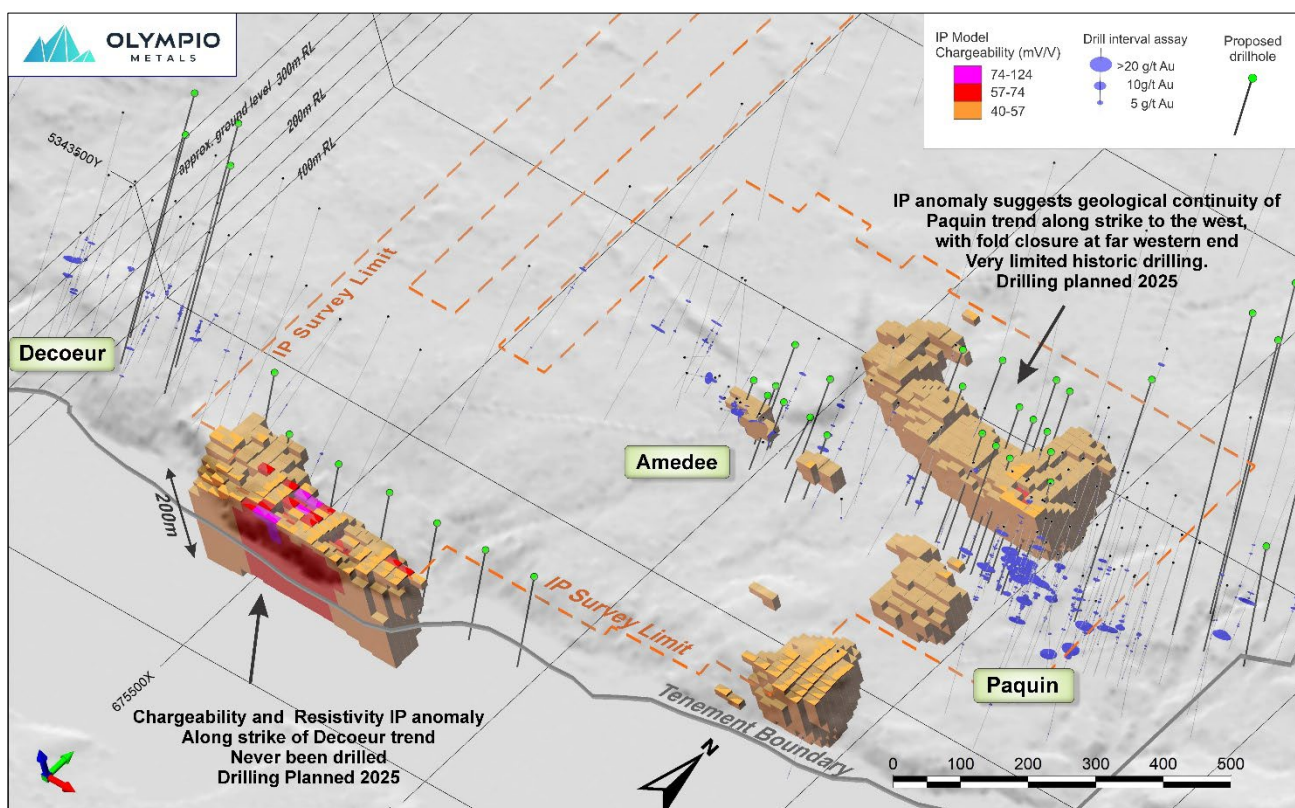 OLYMPIO
METALS
IP Model
Chargeability (mV/V)
74-124
57-74
40-57
Drill interval assay
>20 g/t Au
10g/t Au
5 g/t Au
Proposed
drillhole
approx. ground level 300m RL
200m RL
100m RL
5343500Y
IP Survey Limit
IP anomaly suggests geological continuity of
Paquin trend along strike to the west,
with fold closure at far western end
Very limited historic drilling.
Drilling planned 2025
Decoeur
Amedee
200m
IP Survey Limit
Paquin
675500X
Tenement Boundary
Chargeability and Resistivity IP anomaly
Along strike of Decoeur trend
Never been drilled
Drilling Planned 2025
N
0 100 200 300 400 500